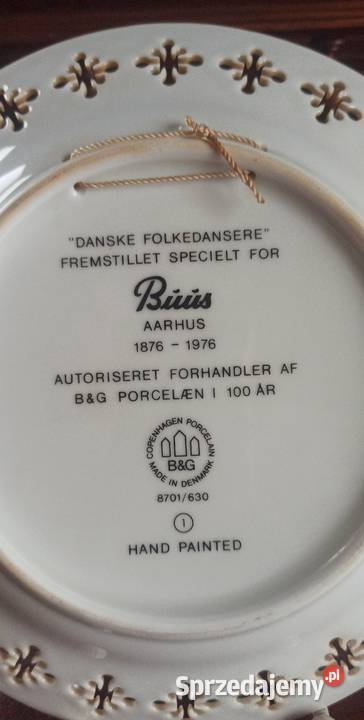 "DANSKE FOLKEDANSERE"
FREMSTILLET SPECIELT FOR
Buus
AARHUS
1876 - 1976
AUTORISERET FORHANDLER AF
B&G PORCELÆN I 100 ÅR
COPENHAGEN PORCELAIN
B&G
MADE IN DENMARK
8701/630
1
HAND PAINTED
Sprzedajemy.pl